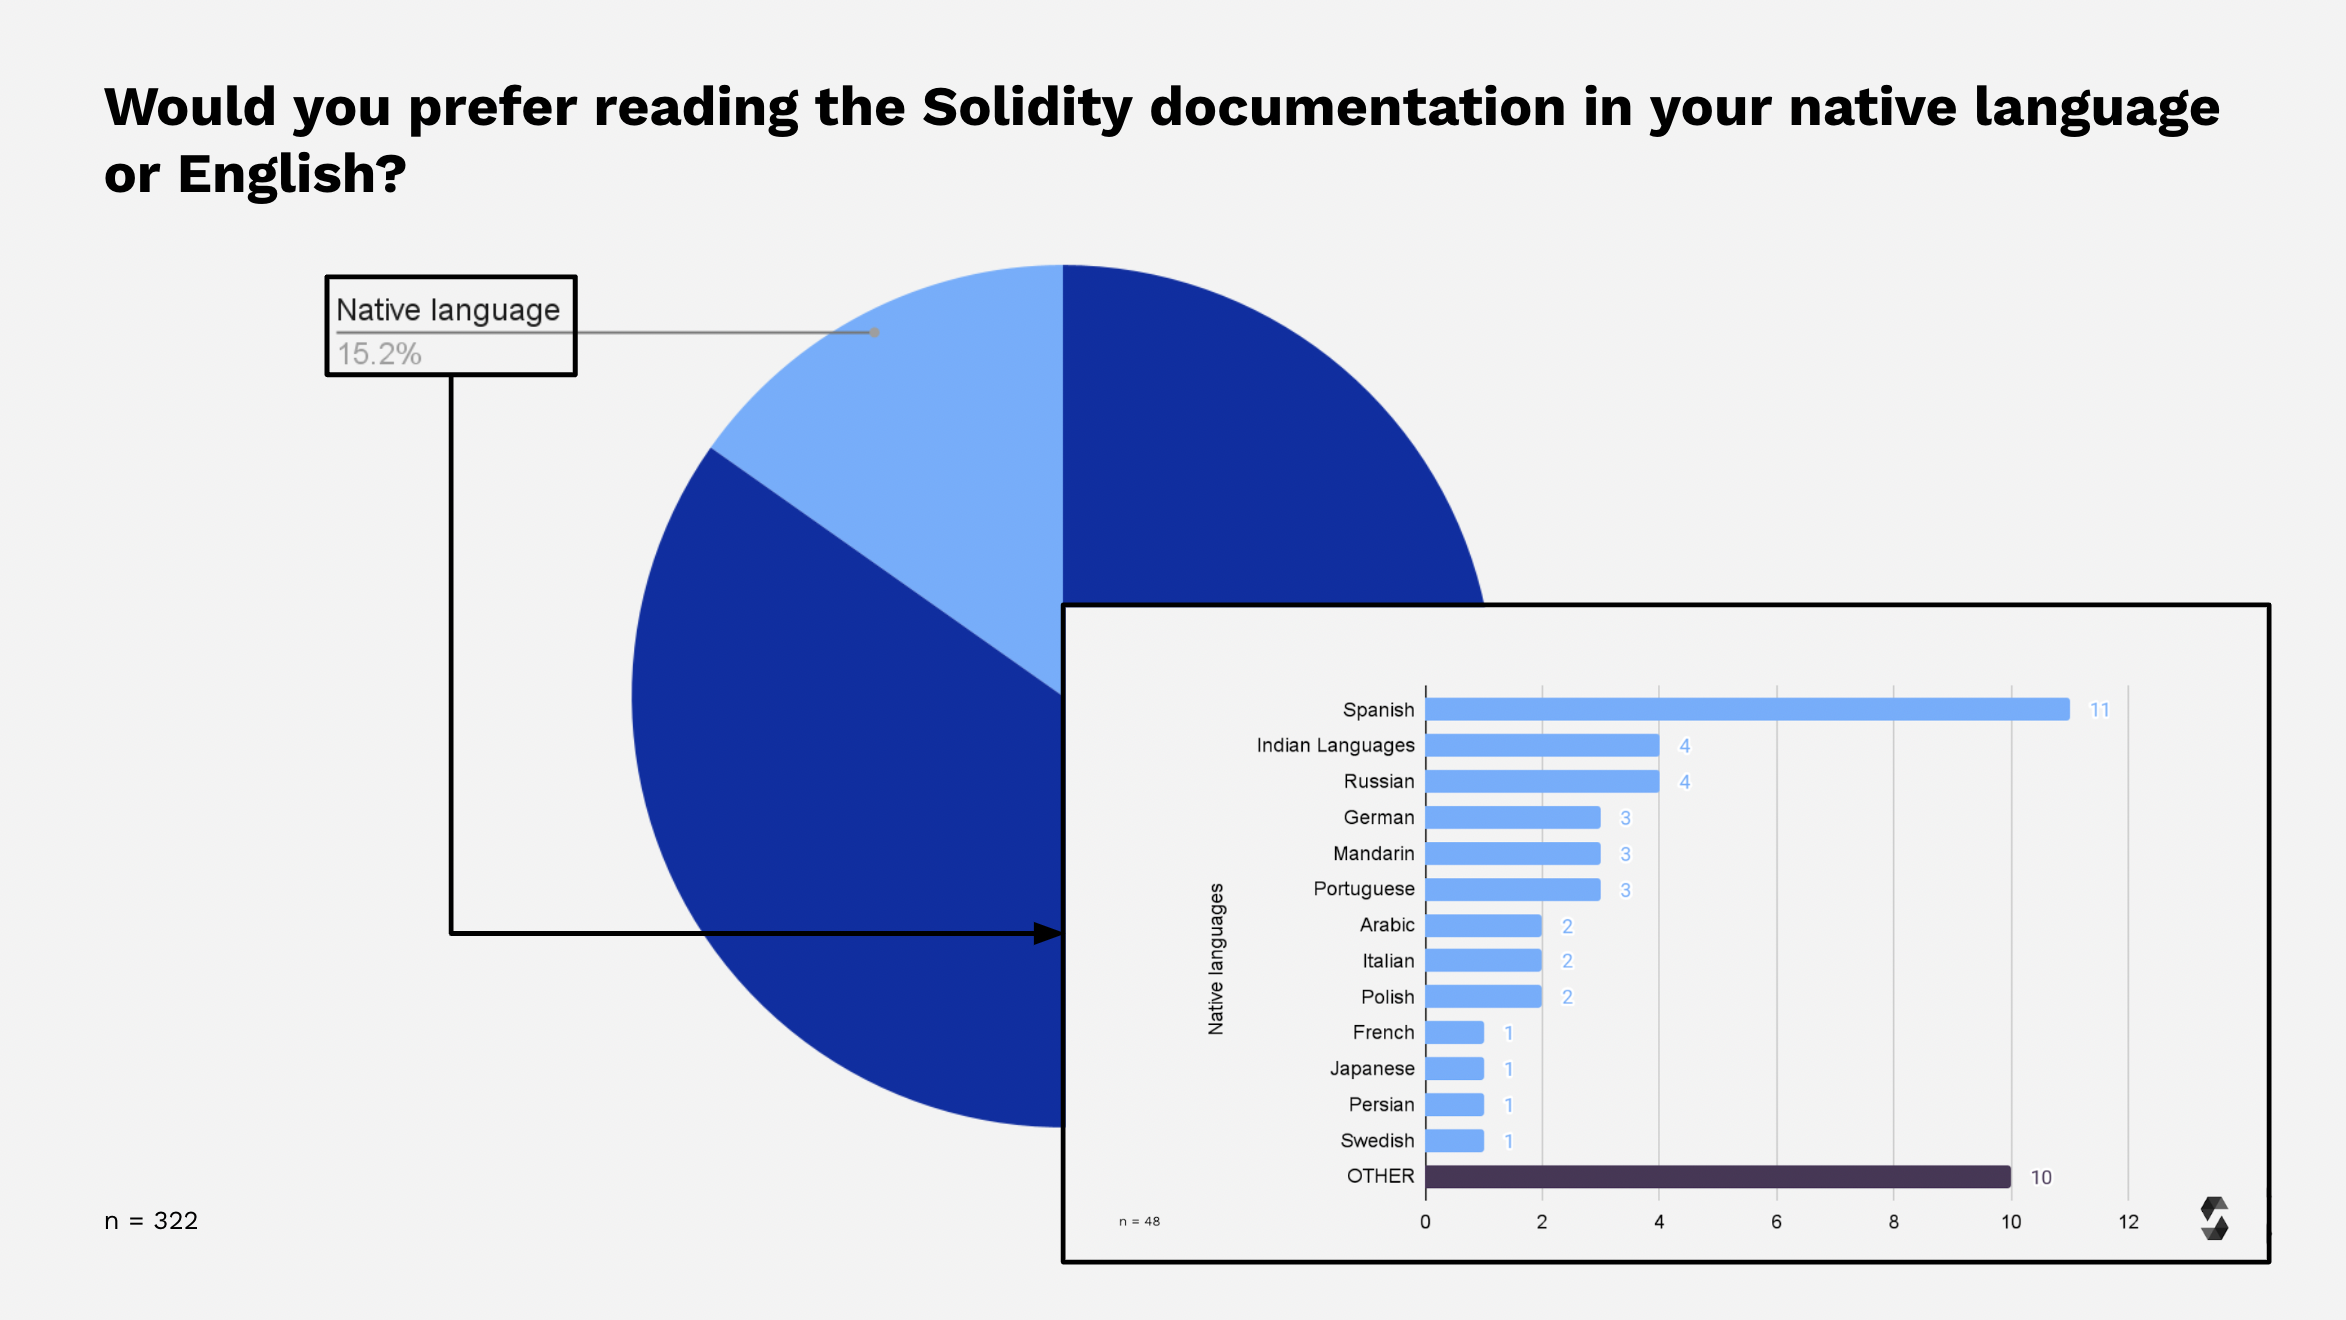 Would you prefer reading the Solidity documentation in your native language
or English?
Native language
15.2%
Native languages
Spanish 11
Indian Languages 4
Russian 4
German 3
Mandarin 3
Portuguese 3
Arabic 2
Italian 2
Polish 2
French 1
Japanese 1
Persian 1
Swedish 1
OTHER 10
0 2 4 6 8 10 12
n = 48
n = 322